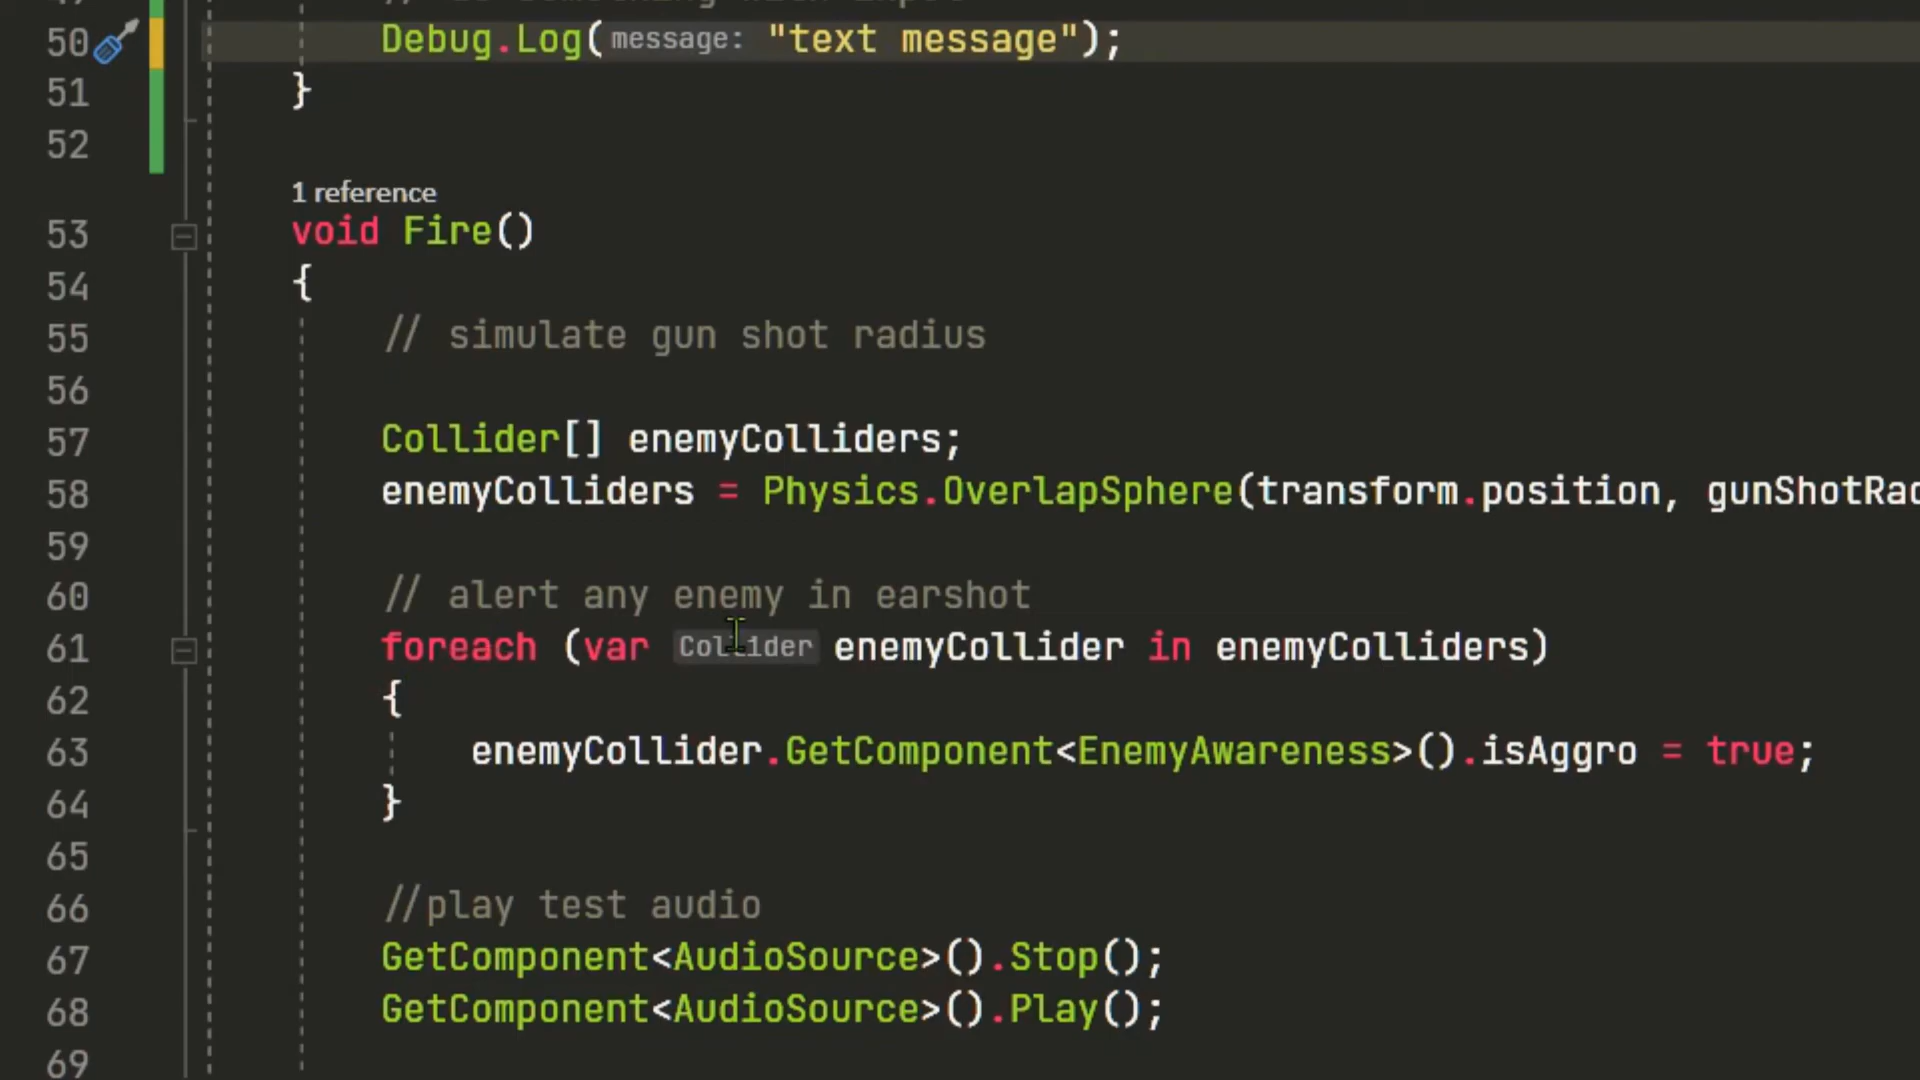 50 Debug.Log(message: "text message");
51 }
52
1 reference
53 void Fire()
54 {
55 // simulate gun shot radius
56
57 Collider[] enemyColliders;
58 enemyColliders = Physics.OverlapSphere(transform.position, gunShotRad
59
60 // alert any enemy in earshot
61 foreach (var Collider enemyCollider in enemyColliders)
62 {
63 enemyCollider.GetComponent<EnemyAwareness>().isAggro = true;
64 }
65
66 //play test audio
67 GetComponent<AudioSource>().Stop();
68 GetComponent<AudioSource>().Play();
69